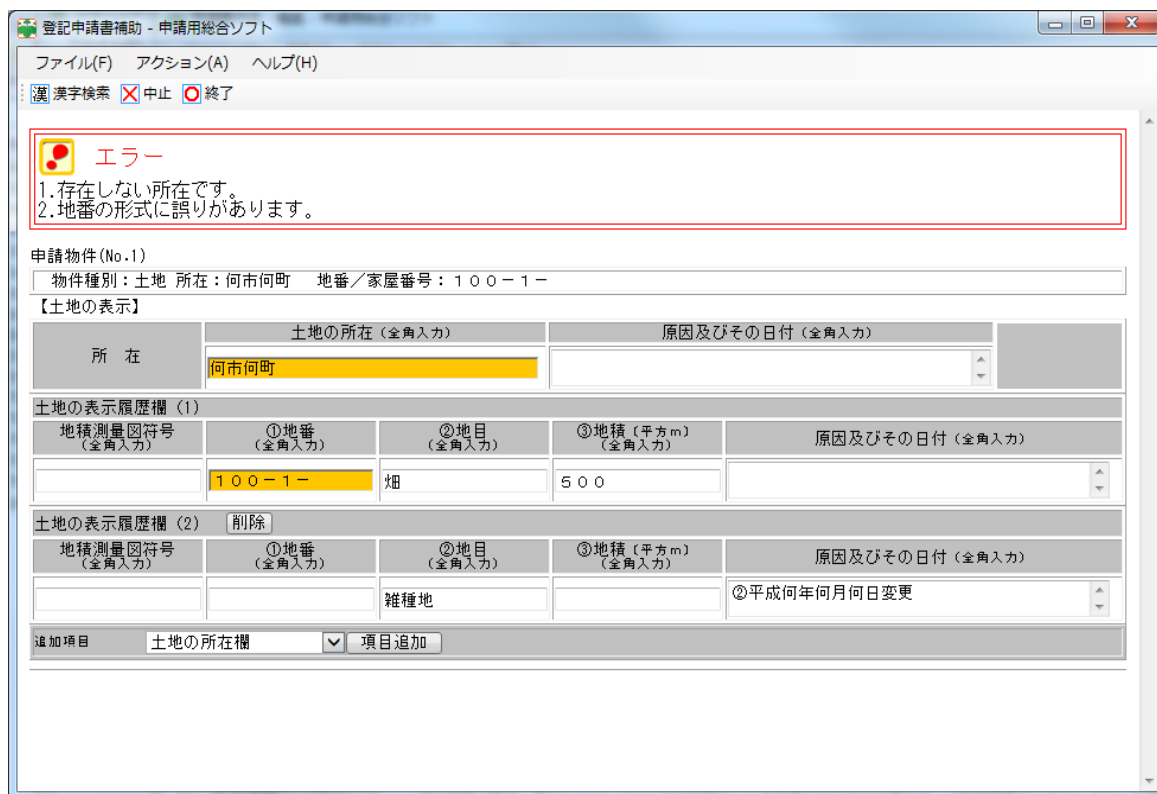 登記申請書補助 - 申請用総合ソフト
ファイル(F) アクション(A) ヘルプ(H)
漢 漢字検索 中止 終了
エラー
1.存在しない所在です。
2.地番の形式に誤りがあります。
申請物件(No.1)
物件種別：土地 所在：何市何町 地番／家屋番号：１００－１－
【土地の表示】
所 在 土地の所在（全角入力） 原因及びその日付（全角入力）
何市何町
土地の表示履歴欄（1）
地積測量図符号 ①地番 ②地目 ③地積〔平方ｍ〕 原因及びその日付（全角入力）
（全角入力） （全角入力） （全角入力） （全角入力）
１００－１－ 畑 ５００
土地の表示履歴欄（2） 削除
地積測量図符号 ①地番 ②地目 ③地積〔平方ｍ〕 原因及びその日付（全角入力）
（全角入力） （全角入力） （全角入力） （全角入力）
雑種地 ②平成何年何月何日変更
追加項目 土地の所在欄 項目追加